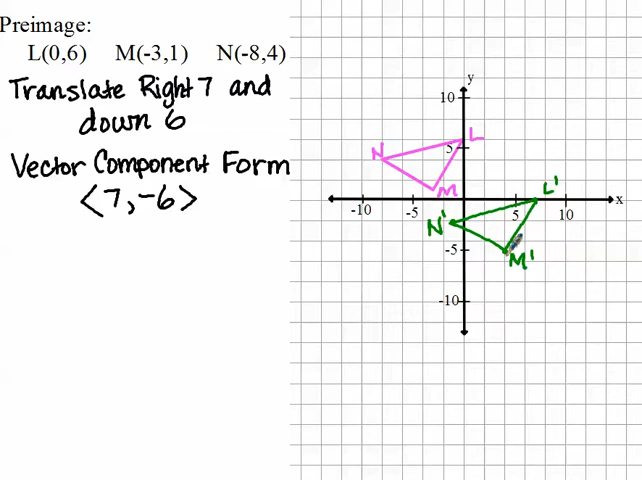 Preimage:
L(0,6) M(-3,1) N(-8,4)
Translate Right 7 and
down 6
Vector Component Form
<7,-6>
y
10
5
L
N
M
-10 -5 5 10 x
L'
N'
-5
M'
-10